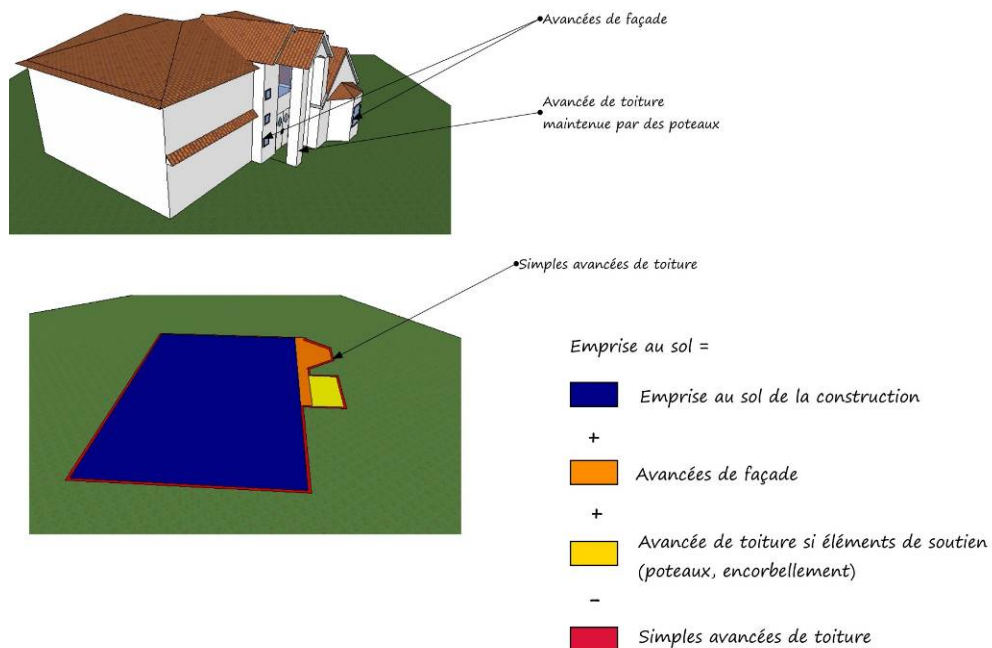 Avancées de façade
Avancée de toiture
maintenue par des poteaux
Simples avancées de toiture
Emprise au sol =
Emprise au sol de la construction
+
Avancées de façade
+
Avancée de toiture si éléments de soutien
(poteaux, encorbellement)
-
Simples avancées de toiture